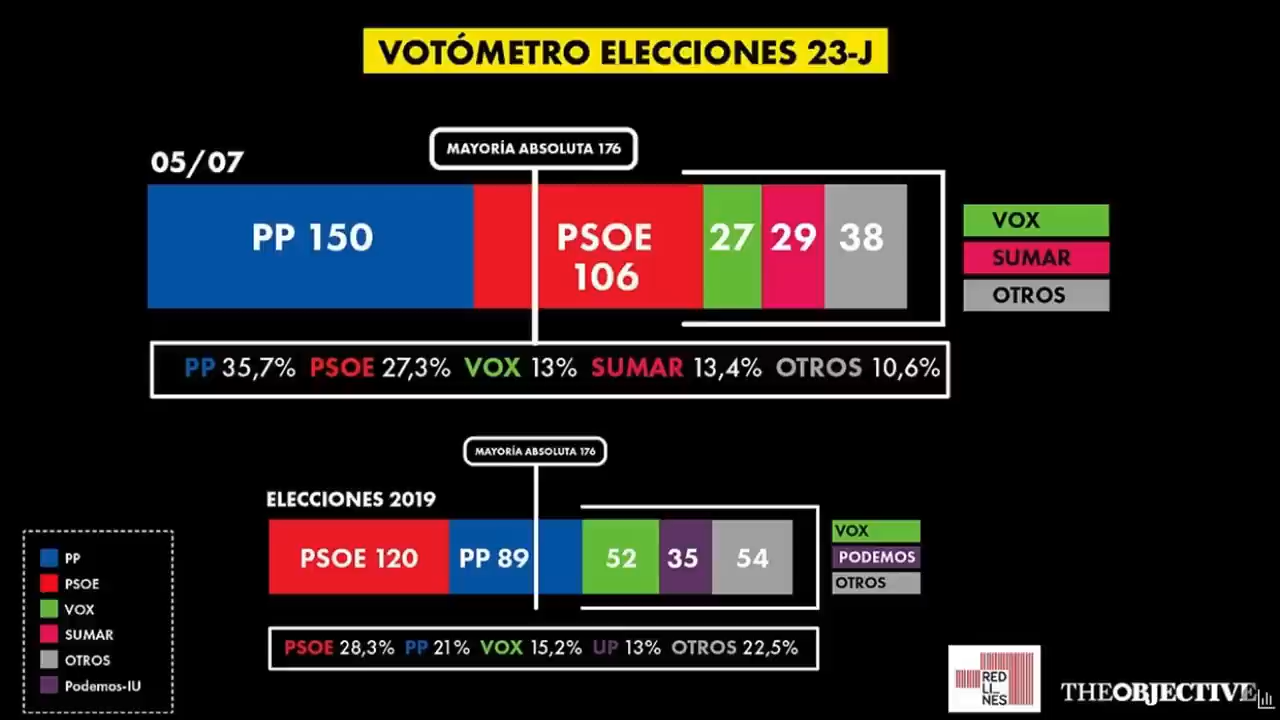 VOTÓMETRO ELECCIONES 23-J
05/07
MAYORÍA ABSOLUTA 176
PP 150
PSOE
106
27
29
38
VOX
SUMAR
OTROS
PP 35,7% PSOE 27,3% VOX 13% SUMAR 13,4% OTROS 10,6%
MAYORÍA ABSOLUTA 176
ELECCIONES 2019
PSOE 120
PP 89
52
35
54
VOX
PODEMOS
OTROS
PSOE 28,3% PP 21% VOX 15,2% UP 13% OTROS 22,5%
PP
PSOE
VOX
SUMAR
OTROS
Podemos-IU
RED
LI_
NES
THEOBJECTIVE